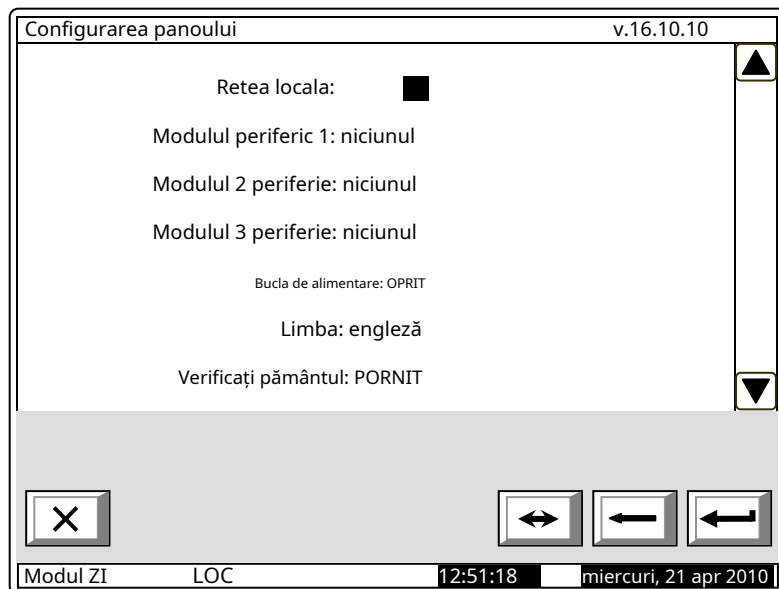 Configurarea panoului v.16.10.10
Retea locala:
Modulul periferic 1: niciunul
Modulul 2 periferie: niciunul
Modulul 3 periferie: niciunul
Bucla de alimentare: OPRIT
Limba: engleză
Verificați pământul: PORNIT
Modul ZI LOC 12:51:18 miercuri, 21 apr 2010